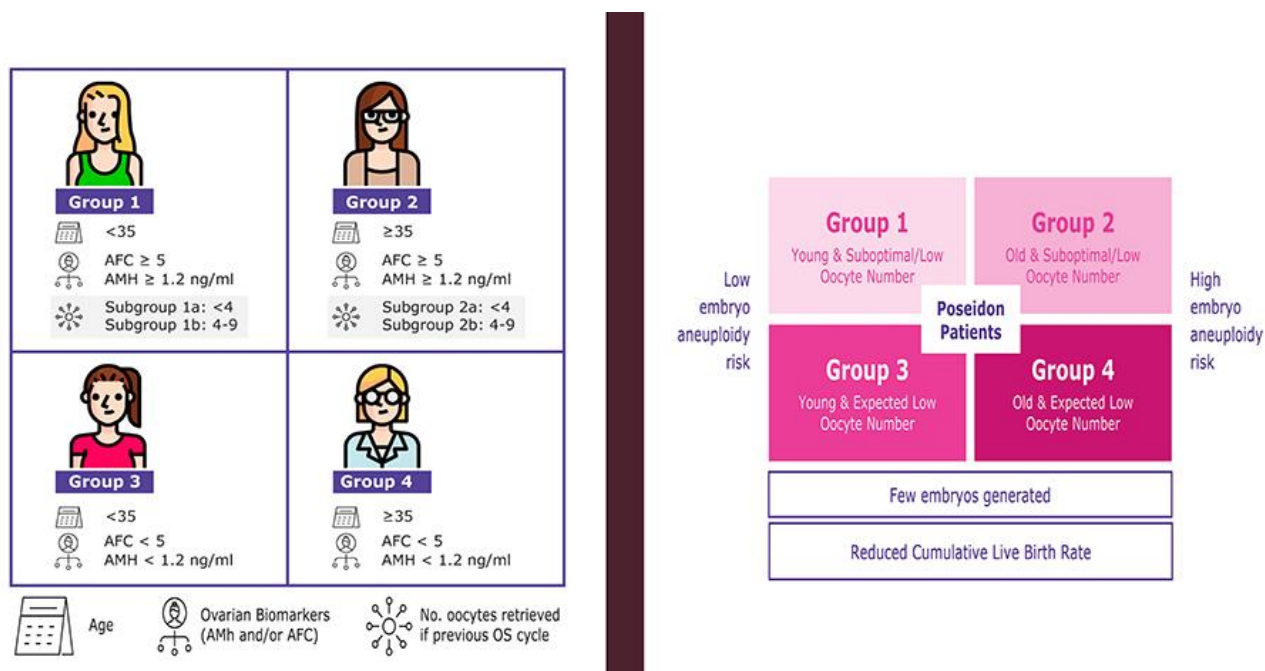 Group 1
<35
AFC ≥ 5
AMH ≥ 1.2 ng/ml
Subgroup 1a: <4
Subgroup 1b: 4-9
Group 2
≥35
AFC ≥ 5
AMH ≥ 1.2 ng/ml
Subgroup 2a: <4
Subgroup 2b: 4-9
Group 3
<35
AFC < 5
AMH < 1.2 ng/ml
Group 4
≥35
AFC < 5
AMH < 1.2 ng/ml
Age
Ovarian Biomarkers
(AMh and/or AFC)
No. oocytes retrieved
if previous OS cycle
Low
embryo
aneuploidy
risk
Group 1
Young & Suboptimal/Low
Oocyte Number
Group 2
Old & Suboptimal/Low
Oocyte Number
Poseidon
Patients
Group 3
Young & Expected Low
Oocyte Number
Group 4
Old & Expected Low
Oocyte Number
High
embryo
aneuploidy
risk
Few embryos generated
Reduced Cumulative Live Birth Rate